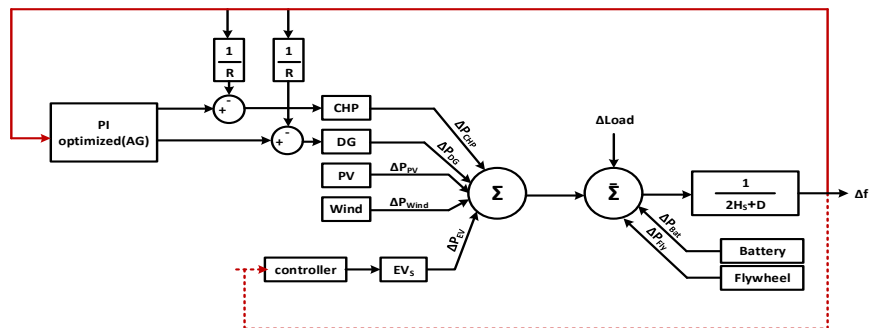 1
R
1
R
-
+
-
+
PI
optimized(AG)
CHP
DG
PV
Wind
ΔP_CHP
ΔP_DG
ΔP_PV
ΔP_Wind
ΔP_EV
Σ
ΔLoad
Σ̄
1
2H_S+D
Δf
ΔP_Bat
ΔP_Fly
Battery
Flywheel
controller
EV_S